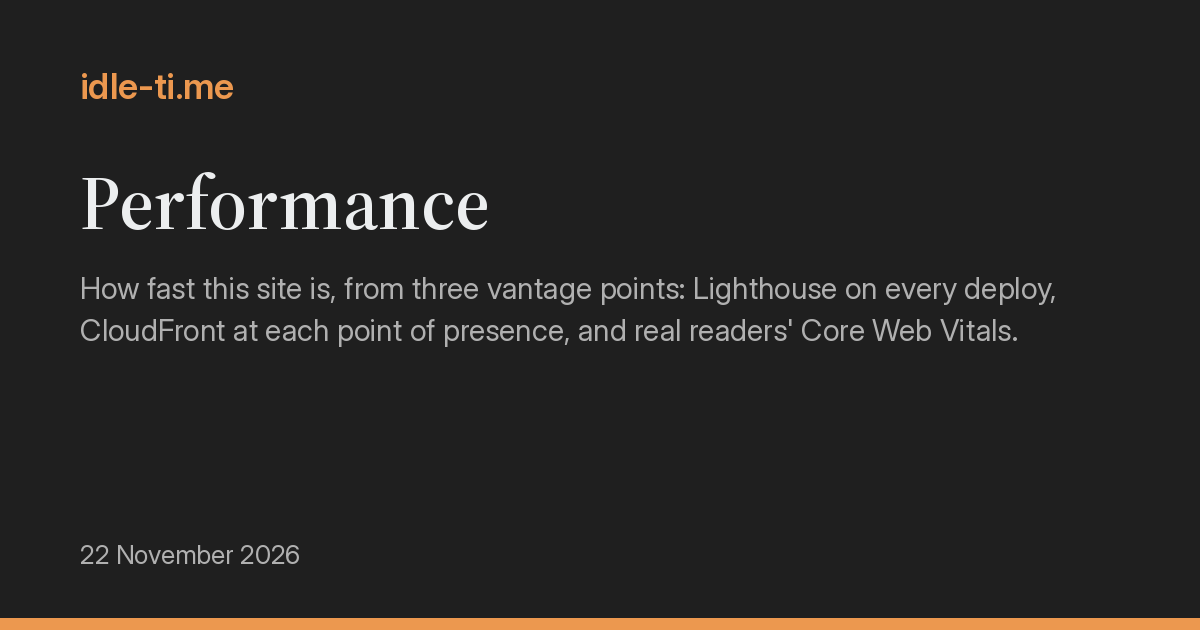 idle-ti.me
Performance
How fast this site is, from three vantage points: Lighthouse on every deploy,
CloudFront at each point of presence, and real readers' Core Web Vitals.
22 November 2026